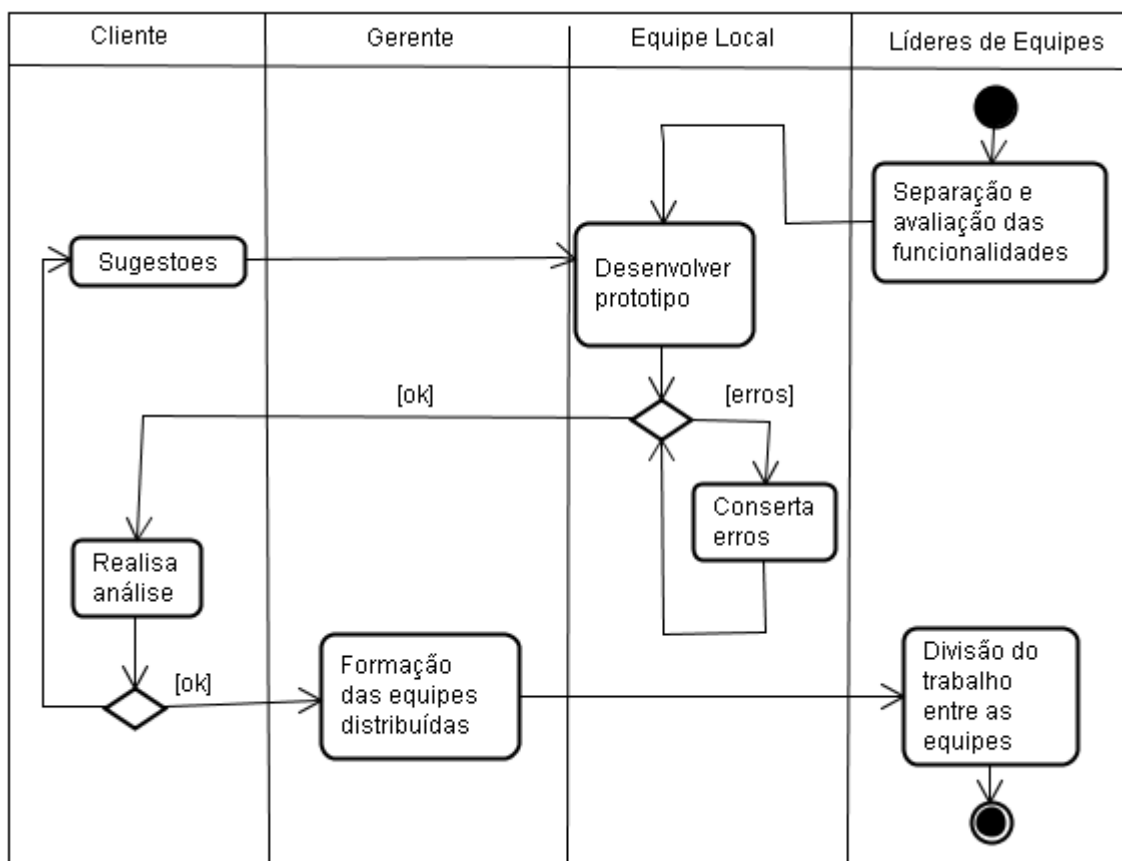 Cliente
Gerente
Equipe Local
Líderes de Equipes
Separação e
avaliação das
funcionalidades
Sugestoes
Desenvolver
prototipo
[ok]
[erros]
Conserta
erros
Realisa
análise
[ok]
Formação
das equipes
distribuídas
Divisão do
trabalho
entre as
equipes